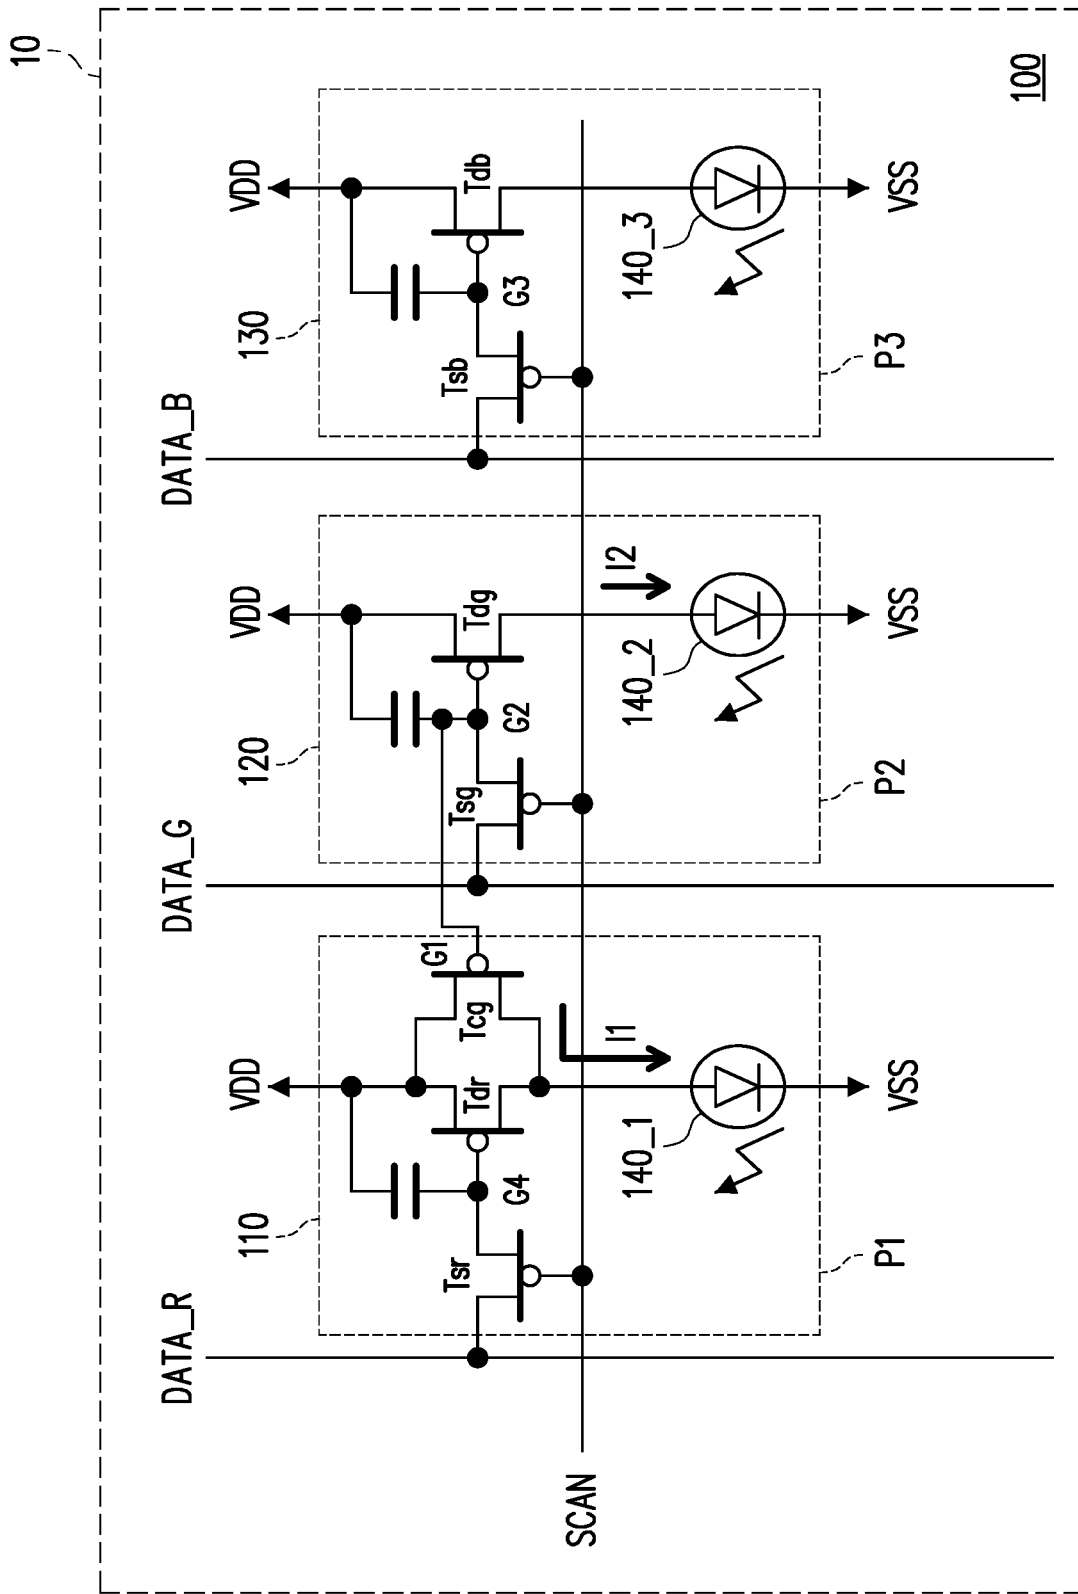 10
100
DATA_R
DATA_G
DATA_B
110
120
130
VDD
VDD
VDD
Tdr
Tcg
G1
Tdg
Tdb
G4
G2
G3
Tsr
Tsg
Tsb
SCAN
I1
I2
140_1
140_2
140_3
P1
P2
P3
VSS
VSS
VSS